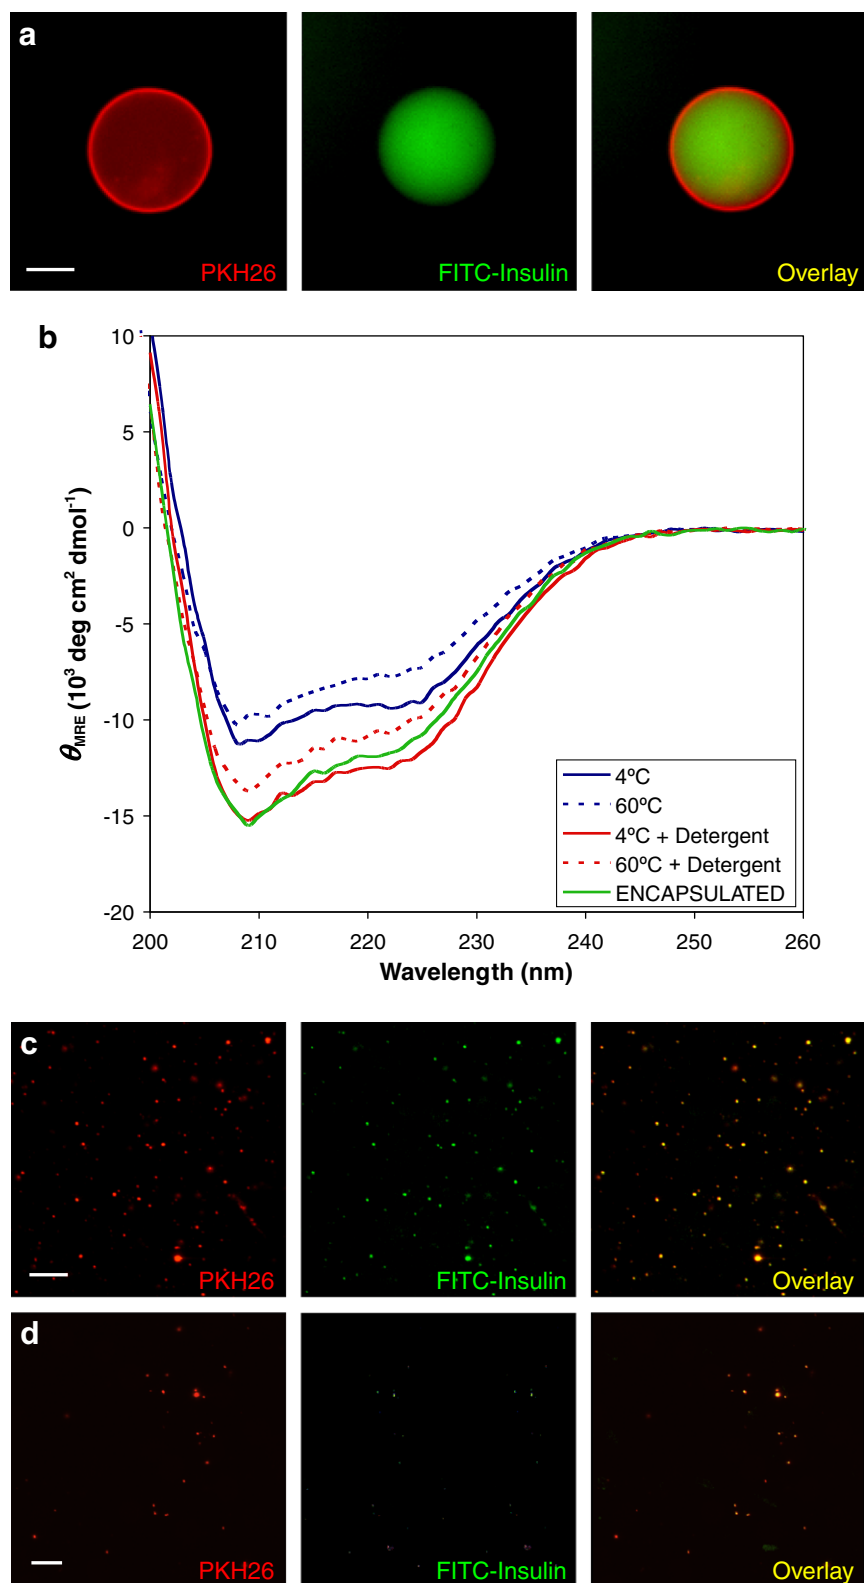 a
PKH26
FITC-Insulin
Overlay
b
10
5
0
-5
-10
-15
-20
θMRE (10³ deg cm² dmol⁻¹)
4ºC
60ºC
4ºC + Detergent
60ºC + Detergent
ENCAPSULATED
200
210
220
230
240
250
260
Wavelength (nm)
c
PKH26
FITC-Insulin
Overlay
d
PKH26
FITC-Insulin
Overlay